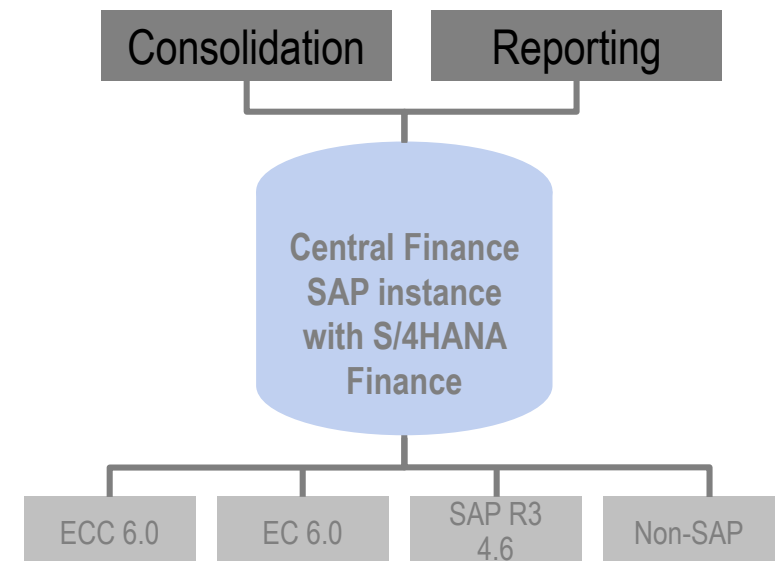 Consolidation
Reporting
Central Finance
SAP instance
with S/4HANA
Finance
ECC 6.0
EC 6.0
SAP R3
4.6
Non-SAP